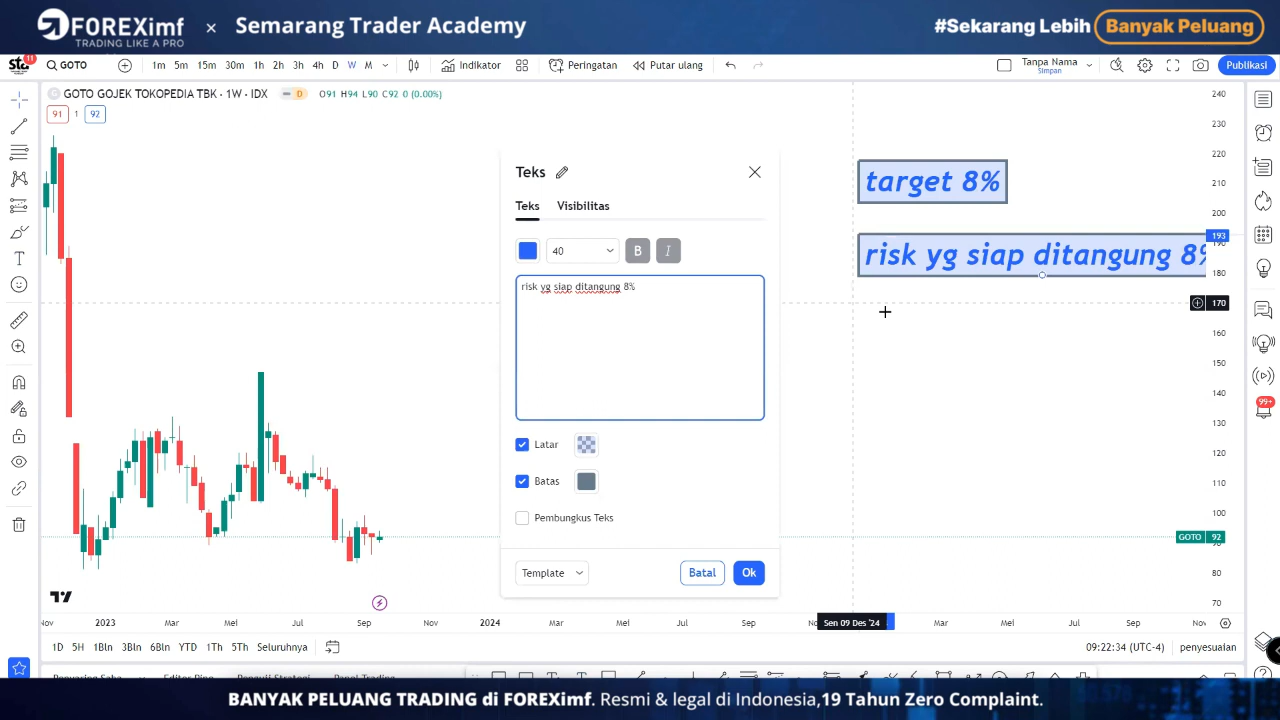 FOREXimf
TRADING LIKE A PRO
×
Semarang Trader Academy
#Sekarang Lebih
Banyak Peluang
sta
11
GOTO
1m 5m 15m 30m 1h 2h 3h 4h D W M
Indikator
Peringatan
Putar ulang
Tanpa Nama
Simpan
Publikasi
GOTO GOJEK TOKOPEDIA TBK · 1W · IDX
D
O91 H94 L90 C92 0 (0.00%)
91 1 92
Teks
Teks Visibilitas
40
B I
risk yg siap ditangung 8%
Latar
Batas
Pembungkus Teks
Template
Batal
Ok
target 8%
risk yg siap ditangung 8%
240
230
220
210
200
193
190
180
170
160
150
140
130
120
110
100
GOTO 92
80
70
99+
Nov 2023 Mar Mei Jul Sep Nov 2024 Mar Mei Jul Sep
Sen 09 Des '24
Mar Mei Jul Sep Nov
1D 5H 1Bln 3Bln 6Bln YTD 1Th 5Th Seluruhnya
09:22:34 (UTC-4)
penyesualan
BANYAK PELUANG TRADING di FOREXimf. Resmi & legal di Indonesia,19 Tahun Zero Complaint.